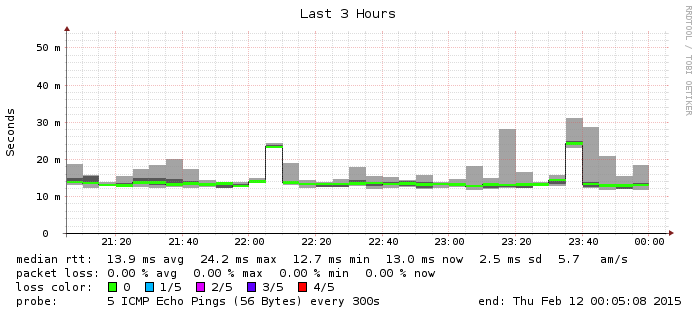 Last 3 Hours
RRDTOOL / TOBI OETIKER
Seconds
50 m
40 m
30 m
20 m
10 m
0
21:20 21:40 22:00 22:20 22:40 23:00 23:20 23:40 00:00
median rtt: 13.9 ms avg 24.2 ms max 12.7 ms min 13.0 ms now 2.5 ms sd 5.7 am/s
packet loss: 0.00 % avg 0.00 % max 0.00 % min 0.00 % now
loss color: 0 1/5 2/5 3/5 4/5
probe: 5 ICMP Echo Pings (56 Bytes) every 300s end: Thu Feb 12 00:05:08 2015